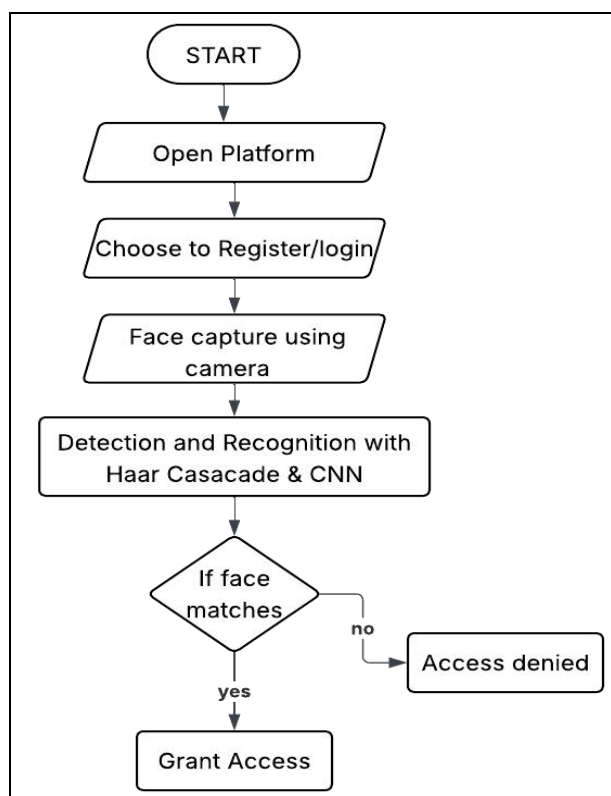 START
Open Platform
Choose to Register/login
Face capture using
camera
Detection and Recognition with
Haar Casacade & CNN
If face
matches
no
Access denied
yes
Grant Access